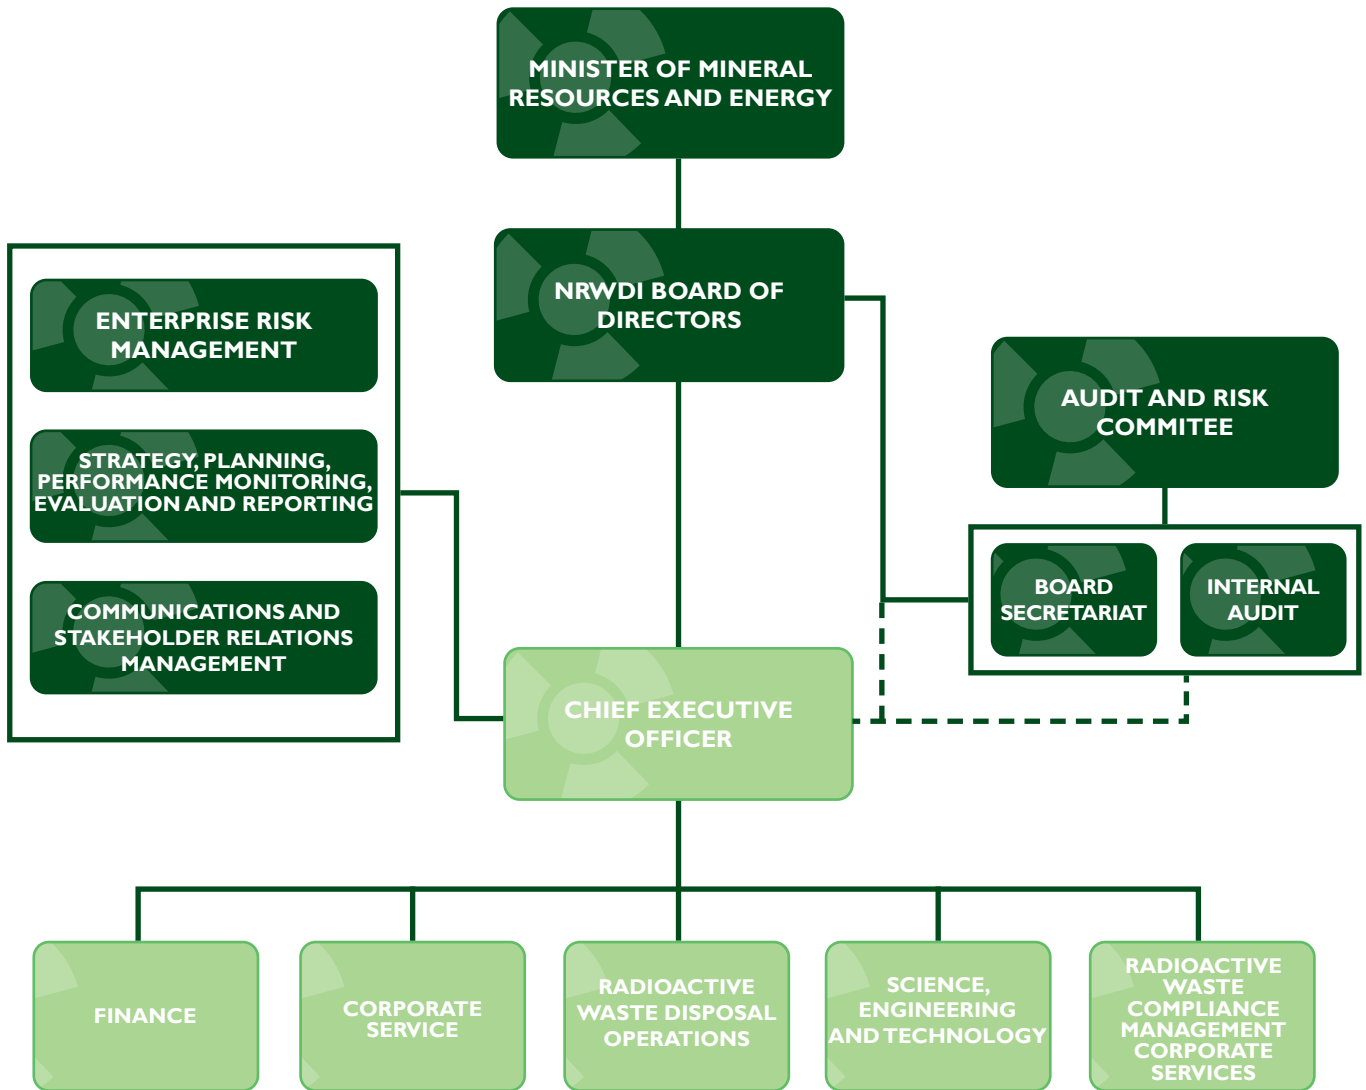 MINISTER OF MINERAL
RESOURCES AND ENERGY
NRWDI BOARD OF
DIRECTORS
ENTERPRISE RISK
MANAGEMENT
STRATEGY, PLANNING,
PERFORMANCE MONITORING,
EVALUATION AND REPORTING
COMMUNICATIONS AND
STAKEHOLDER RELATIONS
MANAGEMENT
AUDIT AND RISK
COMMITEE
BOARD
SECRETARIAT
INTERNAL
AUDIT
CHIEF EXECUTIVE
OFFICER
FINANCE
CORPORATE
SERVICE
RADIOACTIVE
WASTE DISPOSAL
OPERATIONS
SCIENCE,
ENGINEERING
AND TECHNOLOGY
RADIOACTIVE
WASTE
COMPLIANCE
MANAGEMENT
CORPORATE
SERVICES